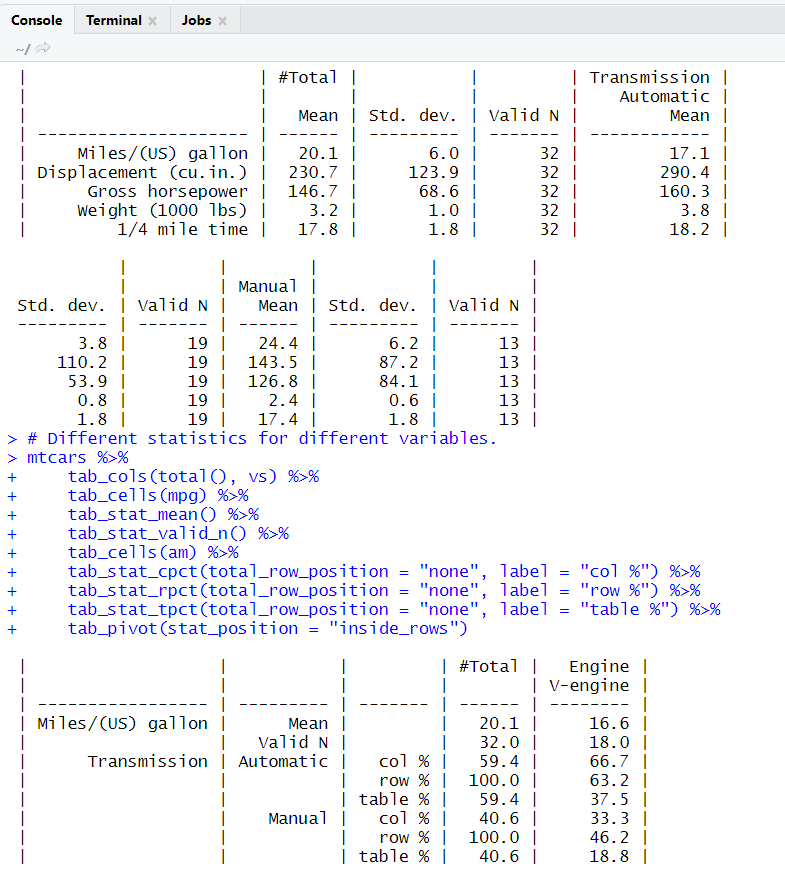 Console Terminal × Jobs ×
~/
|                       | #Total |           |         | Transmission |
|                       |        |           |         |    Automatic |
|                       |   Mean | Std. dev. | Valid N |         Mean |
| --------------------- | ------ | --------- | ------- | ------------ |
|     Miles/(US) gallon |   20.1 |       6.0 |      32 |         17.1 |
| Displacement (cu.in.) |  230.7 |     123.9 |      32 |        290.4 |
|      Gross horsepower |  146.7 |      68.6 |      32 |        160.3 |
|     Weight (1000 lbs) |    3.2 |       1.0 |      32 |          3.8 |
|         1/4 mile time |   17.8 |       1.8 |      32 |         18.2 |
          |         |        |           |         |
          |         | Manual |           |         |
Std. dev. | Valid N |   Mean | Std. dev. | Valid N |
--------- | ------- | ------ | --------- | ------- |
      3.8 |      19 |   24.4 |       6.2 |      13 |
    110.2 |      19 |  143.5 |      87.2 |      13 |
     53.9 |      19 |  126.8 |      84.1 |      13 |
      0.8 |      19 |    2.4 |       0.6 |      13 |
      1.8 |      19 |   17.4 |       1.8 |      13 |
> # Different statistics for different variables.
> mtcars %>%
+     tab_cols(total(), vs) %>%
+     tab_cells(mpg) %>%
+     tab_stat_mean() %>%
+     tab_stat_valid_n() %>%
+     tab_cells(am) %>%
+     tab_stat_cpct(total_row_position = "none", label = "col %") %>%
+     tab_stat_rpct(total_row_position = "none", label = "row %") %>%
+     tab_stat_tpct(total_row_position = "none", label = "table %") %>%
+     tab_pivot(stat_position = "inside_rows")
|                   |           |         | #Total |   Engine |
|                   |           |         |        | V-engine |
| ----------------- | --------- | ------- | ------ | -------- |
| Miles/(US) gallon |      Mean |         |   20.1 |     16.6 |
|                   |   Valid N |         |   32.0 |     18.0 |
|      Transmission | Automatic |   col % |   59.4 |     66.7 |
|                   |           |   row % |  100.0 |     63.2 |
|                   |           | table % |   59.4 |     37.5 |
|                   |    Manual |   col % |   40.6 |     33.3 |
|                   |           |   row % |  100.0 |     46.2 |
|                   |           | table % |   40.6 |     18.8 |